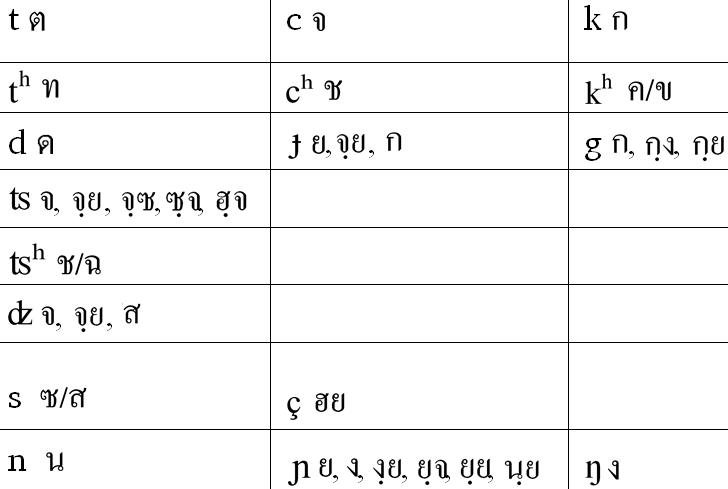 t ต c จ k ก
tʰ ท cʰ ช kʰ ค/ข
d ด ɟ ย, จฺย, ก g ก, กฺง, กฺย
ʦ จ, จฺย, จฺซ, ซฺจ, ฮฺจ
ʦʰ ช/ฉ
ʣ จ, จฺย, ส
s ซ/ส ç ฮย
n น ɲ ย, ง, งฺย, ยฺจ, ยฺย, นฺย ŋ ง